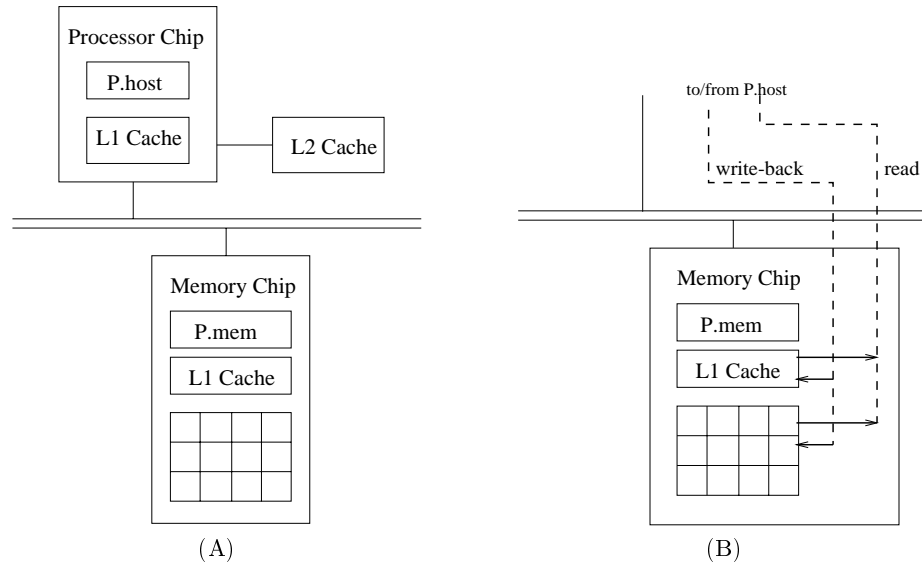 Processor Chip
P.host
L1 Cache
L2 Cache
Memory Chip
P.mem
L1 Cache
(A)
to/from P.host
write-back
read
Memory Chip
P.mem
L1 Cache
(B)